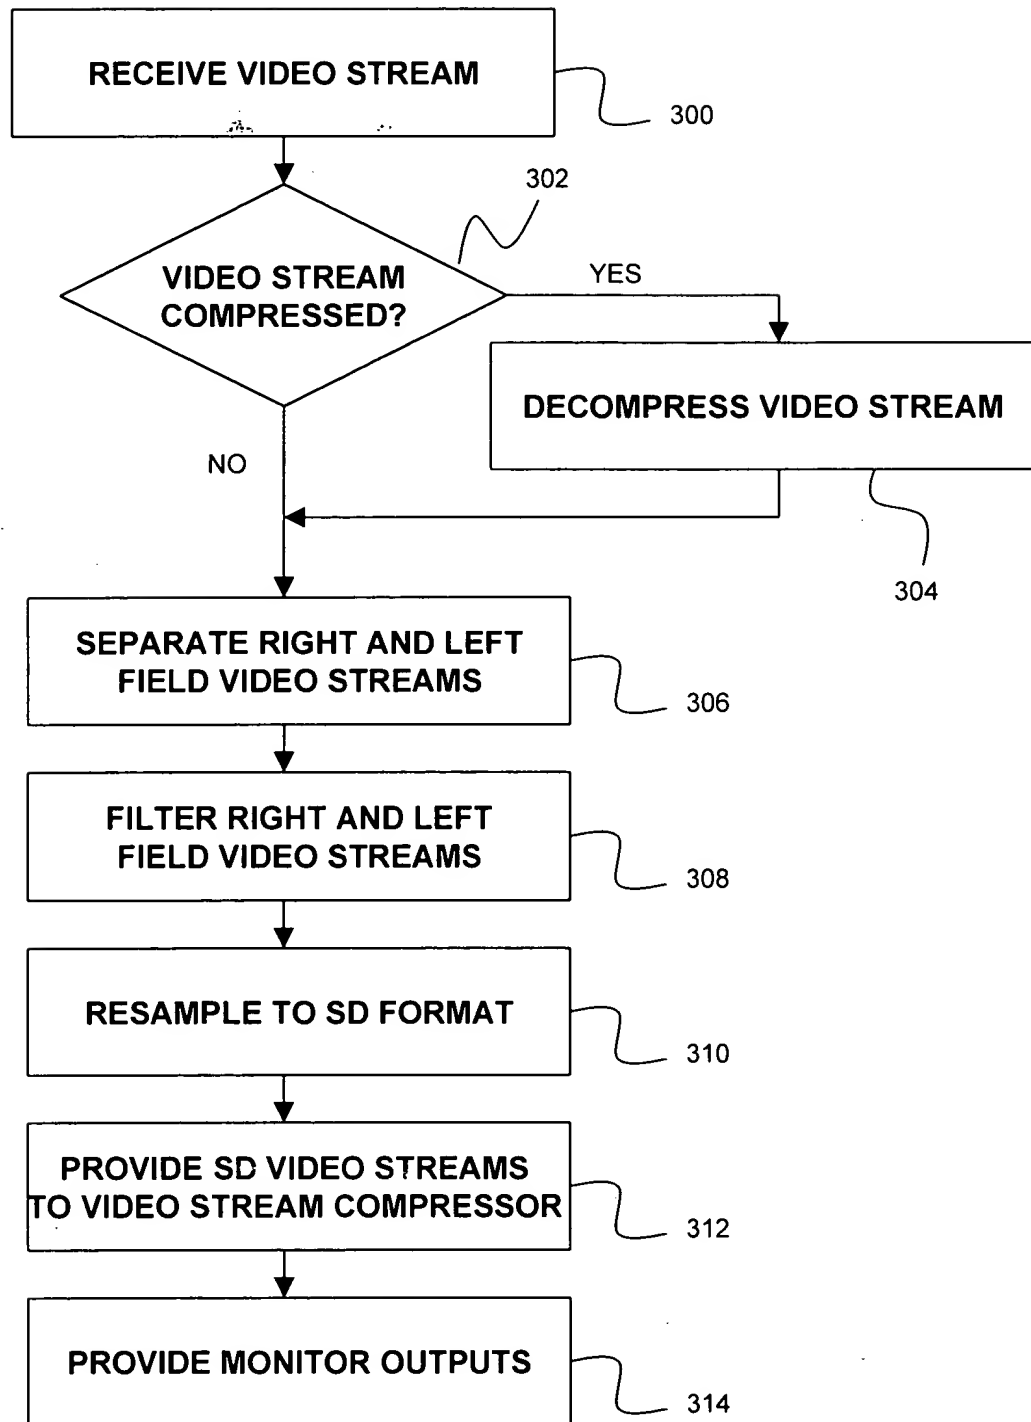 RECEIVE VIDEO STREAM
300
302
VIDEO STREAM
COMPRESSED?
YES
DECOMPRESS VIDEO STREAM
NO
304
SEPARATE RIGHT AND LEFT
FIELD VIDEO STREAMS
306
FILTER RIGHT AND LEFT
FIELD VIDEO STREAMS
308
RESAMPLE TO SD FORMAT
310
PROVIDE SD VIDEO STREAMS
TO VIDEO STREAM COMPRESSOR
312
PROVIDE MONITOR OUTPUTS
314